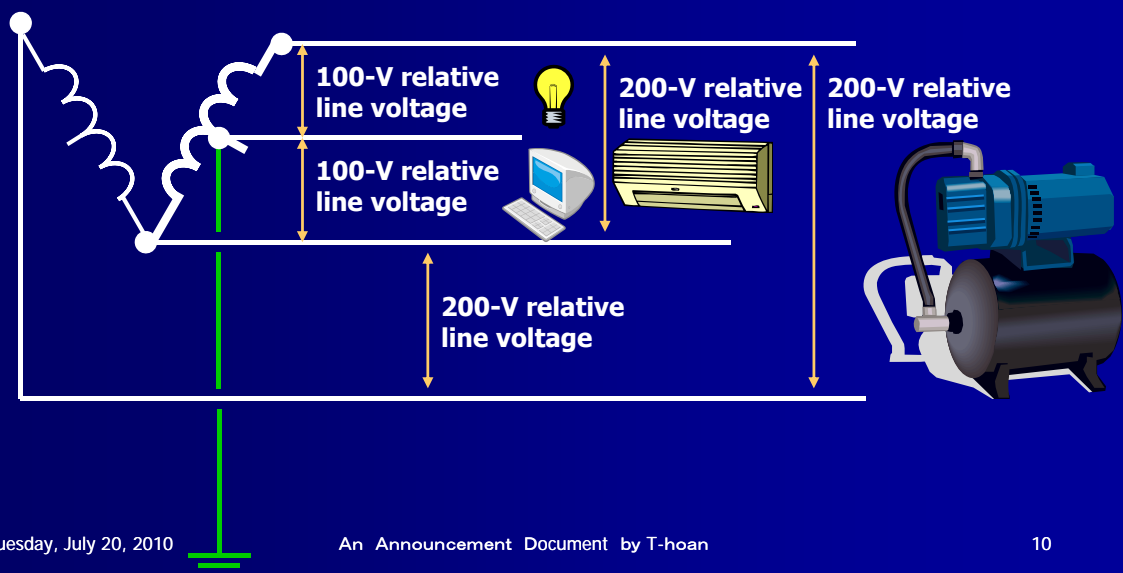 100-V relative
line voltage
200-V relative
line voltage
200-V relative
line voltage
100-V relative
line voltage
200-V relative
line voltage
uesday, July 20, 2010
An Announcement Document by T-hoan
10